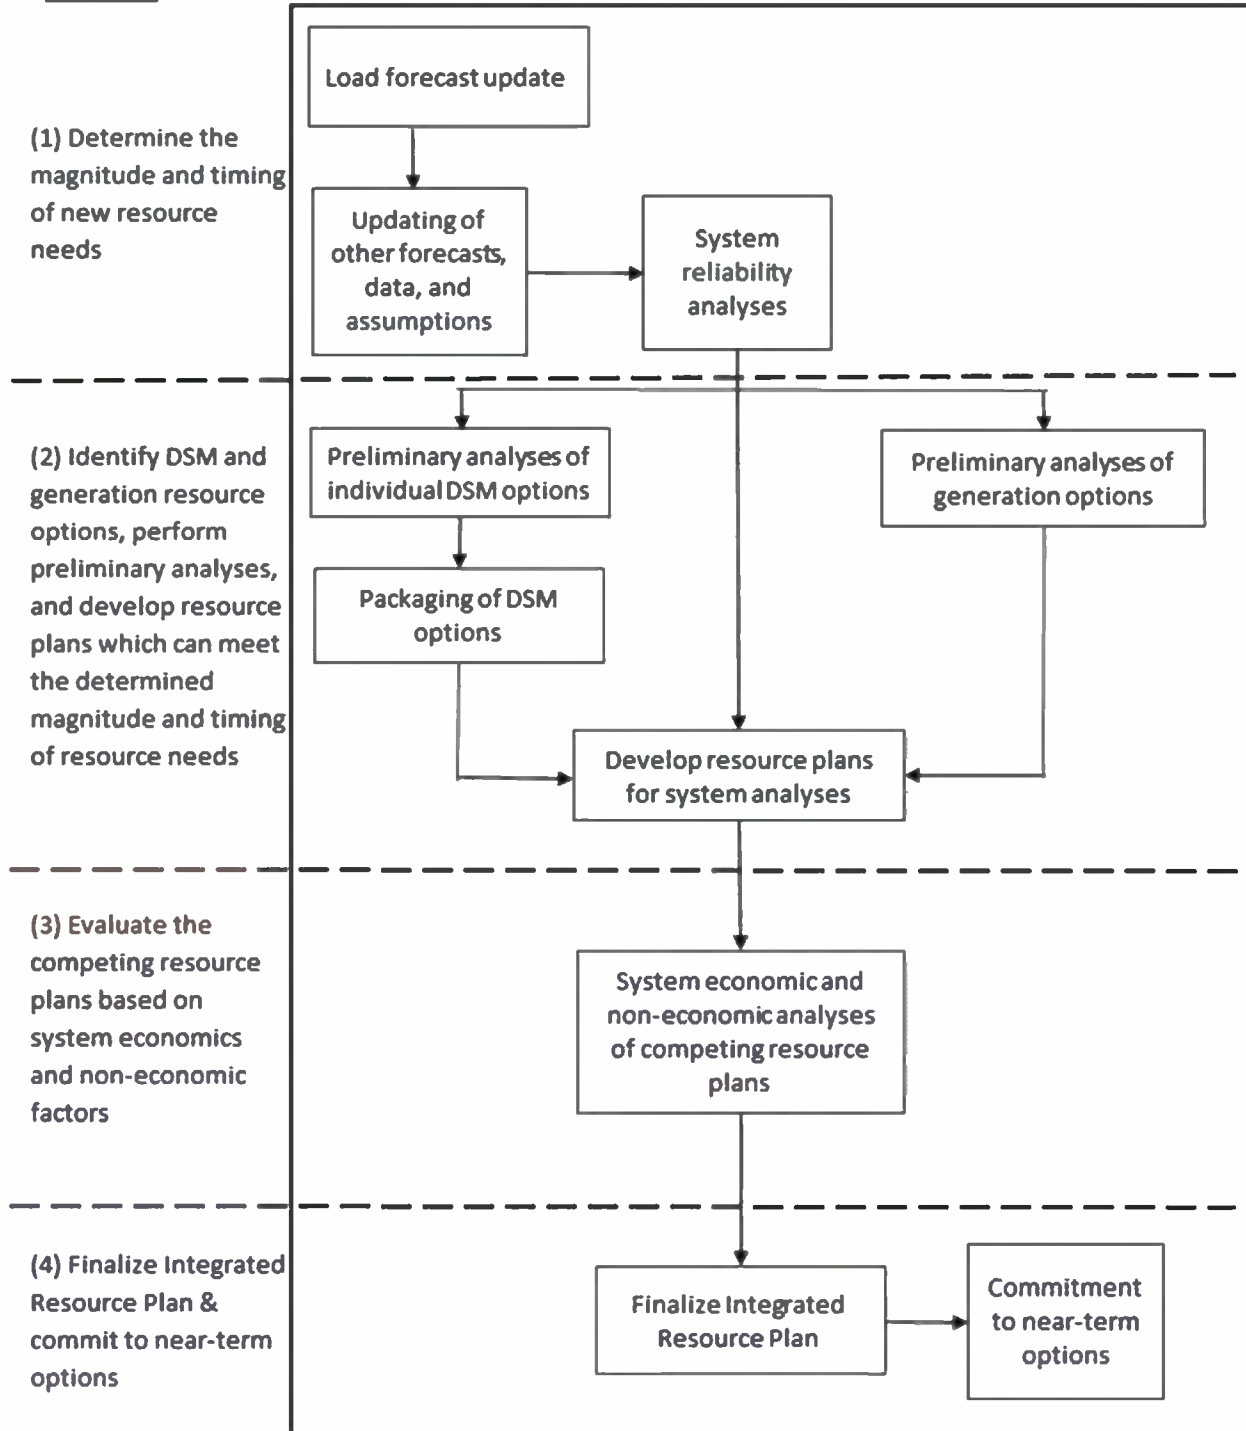 Load forecast update
(1) Determine the
magnitude and timing
of new resource
needs
Updating of
other forecasts,
data, and
assumptions
System
reliability
analyses
(2) Identify DSM and
generation resource
options, perform
preliminary analyses,
and develop resource
plans which can meet
the determined
magnitude and timing
of resource needs
Preliminary analyses of
individual DSM options
Preliminary analyses of
generation options
Packaging of DSM
options
Develop resource plans
for system analyses
(3) Evaluate the
competing resource
plans based on
system economics
and non-economic
factors
System economic and
non-economic analyses
of competing resource
plans
(4) Finalize Integrated
Resource Plan &
commit to near-term
options
Finalize Integrated
Resource Plan
Commitment
to near-term
options